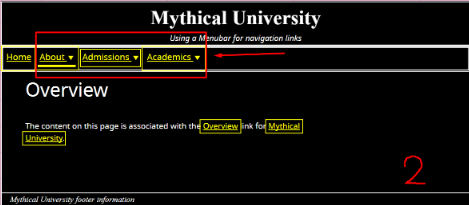 Mythical University
Using a Menubar for navigation links
Home About ▼ Admissions ▼ Academics ▼
Overview
The content on this page is associated with the Overview link for Mythical
University.
2
Mythical University footer information